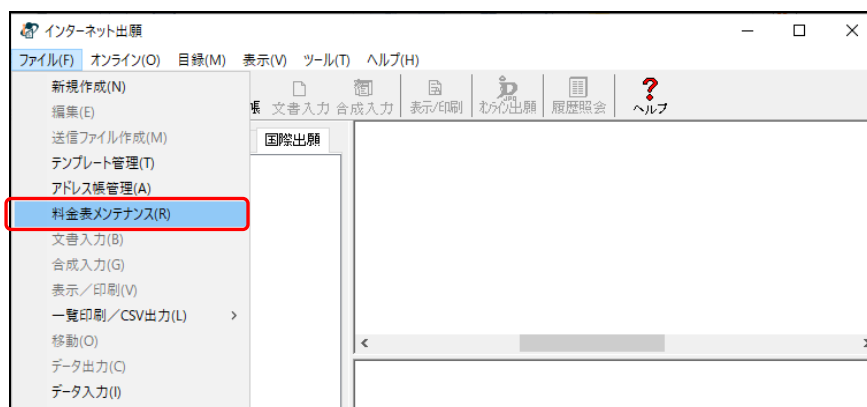 インターネット出願
ファイル(F) オンライン(O) 目録(M) 表示(V) ツール(T) ヘルプ(H)
新規作成(N)
編集(E)
送信ファイル作成(M)
テンプレート管理(T)
アドレス帳管理(A)
料金表メンテナンス(R)
文書入力(B)
合成入力(G)
表示/印刷(V)
一覧印刷/CSV出力(L)
移動(O)
データ出力(C)
データ入力(I)
帳 文書入力 合成入力 表示/印刷 オンライン出願 履歴照会 ヘルプ
国際出願